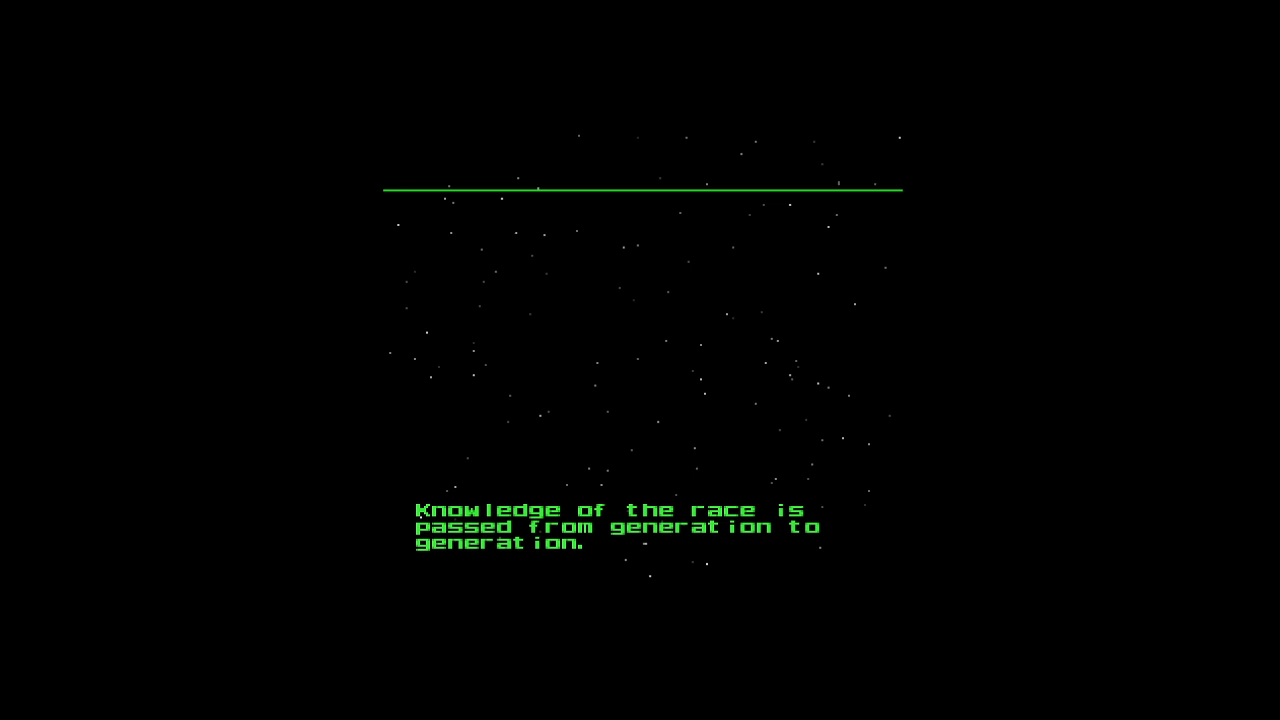 Knowledge of the race is
passed from generation to
generation.